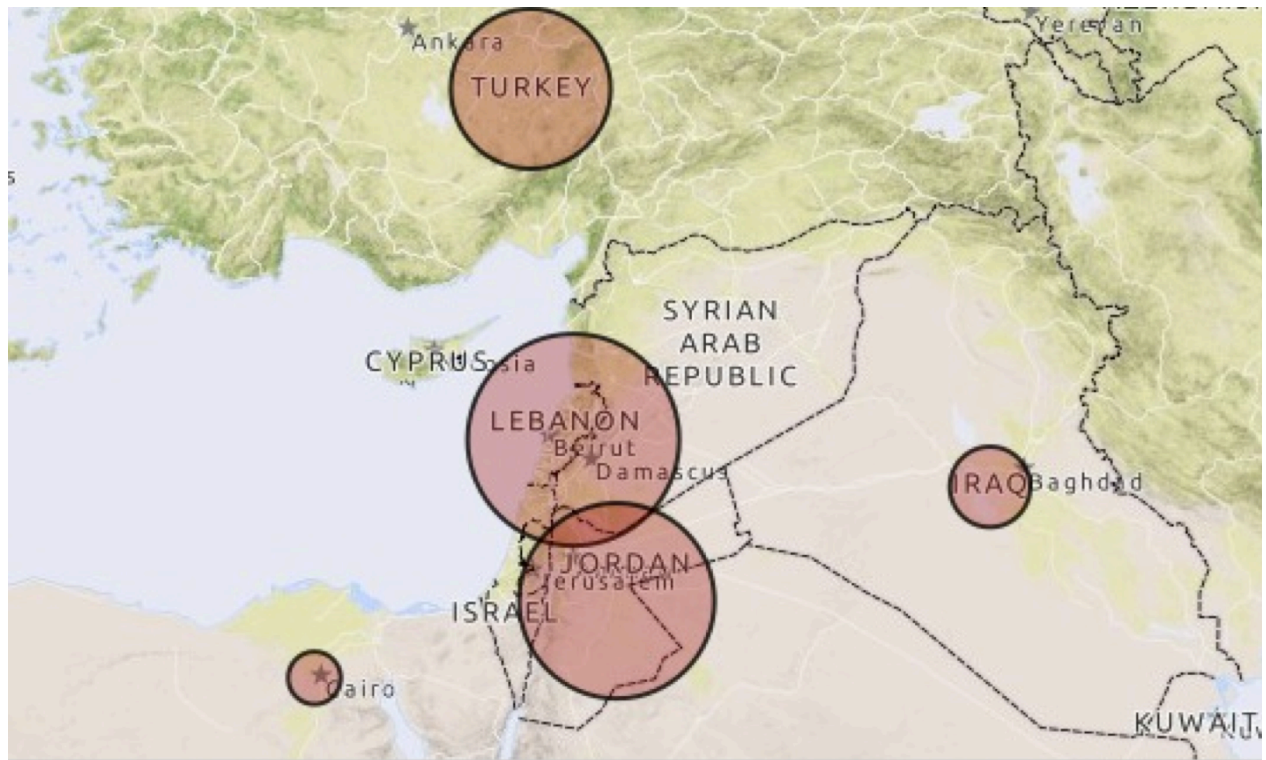 Yerevan
Ankara
TURKEY
SYRIAN
ARAB
REPUBLIC
CYPRUS
LEBANON
Beirut
Damascus
IRAQ
Baghdad
JORDAN
Jerusalem
ISRAEL
Cairo
KUWAIT